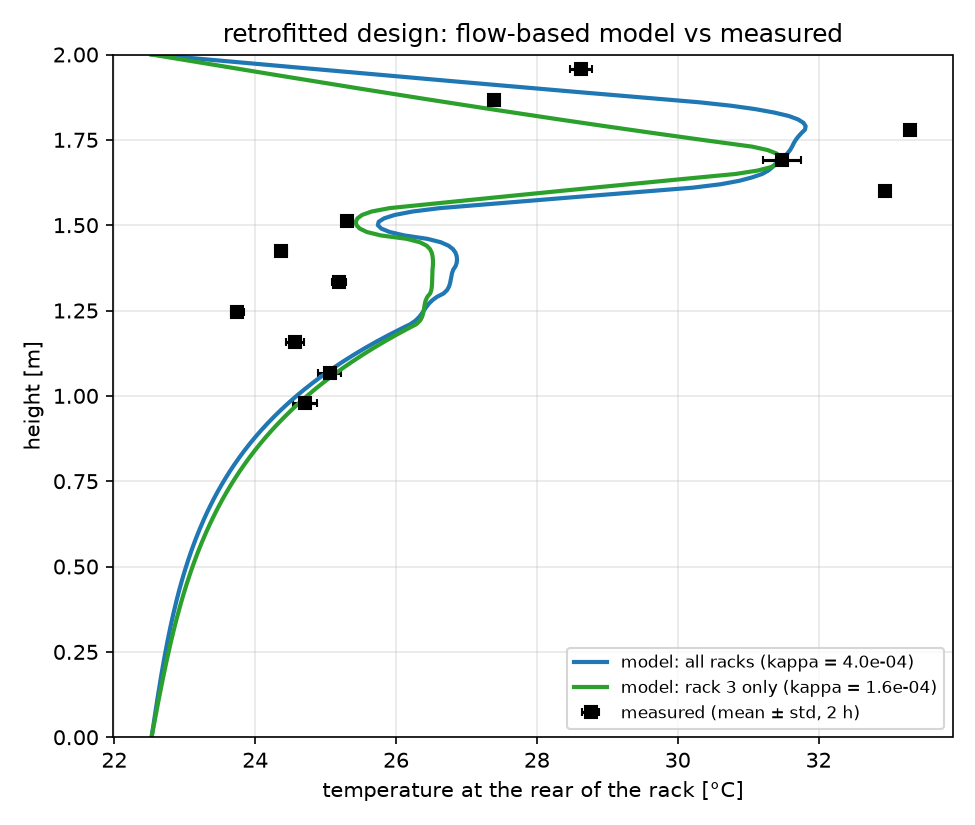 retrofitted design: flow-based model vs measured
2.00
1.75
1.50
1.25
1.00
0.75
0.50
0.25
0.00
height [m]
22
24
26
28
30
32
temperature at the rear of the rack [°C]
model: all racks (kappa = 4.0e-04)
model: rack 3 only (kappa = 1.6e-04)
measured (mean ± std, 2 h)